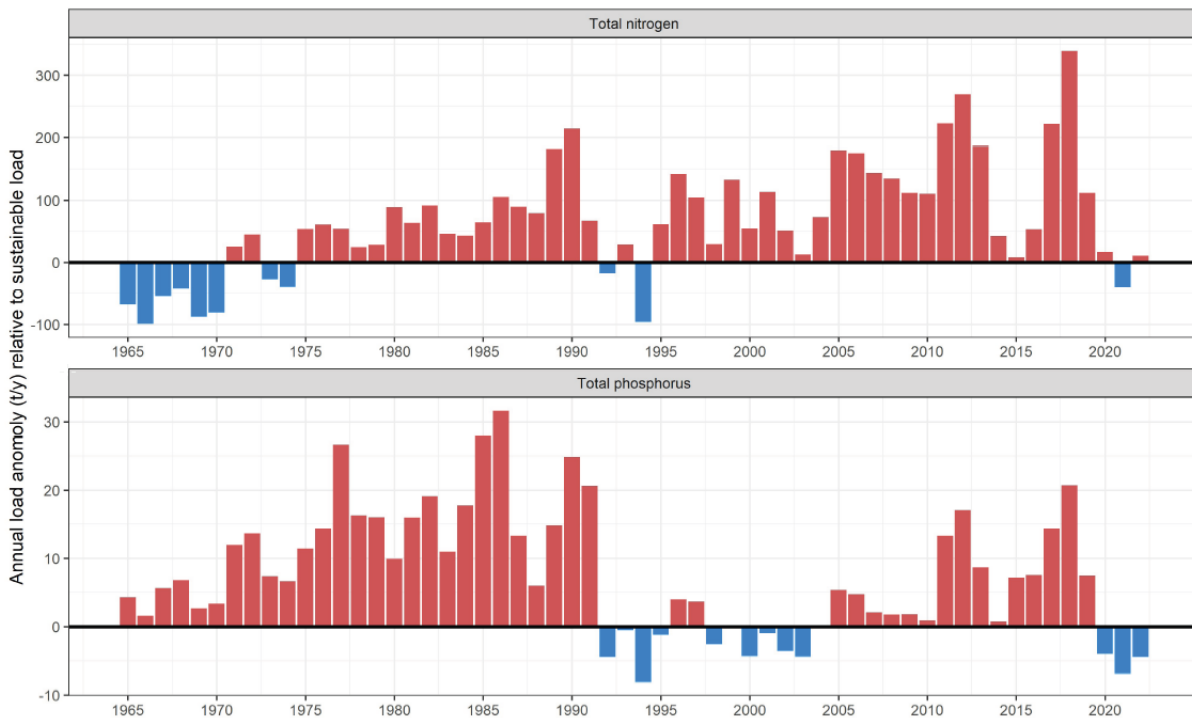 Total nitrogen
Annual load anomoly (t/y) relative to sustainable load
300
200
100
0
-100
1965 1970 1975 1980 1985 1990 1995 2000 2005 2010 2015 2020
Total phosphorus
30
20
10
0
-10
1965 1970 1975 1980 1985 1990 1995 2000 2005 2010 2015 2020